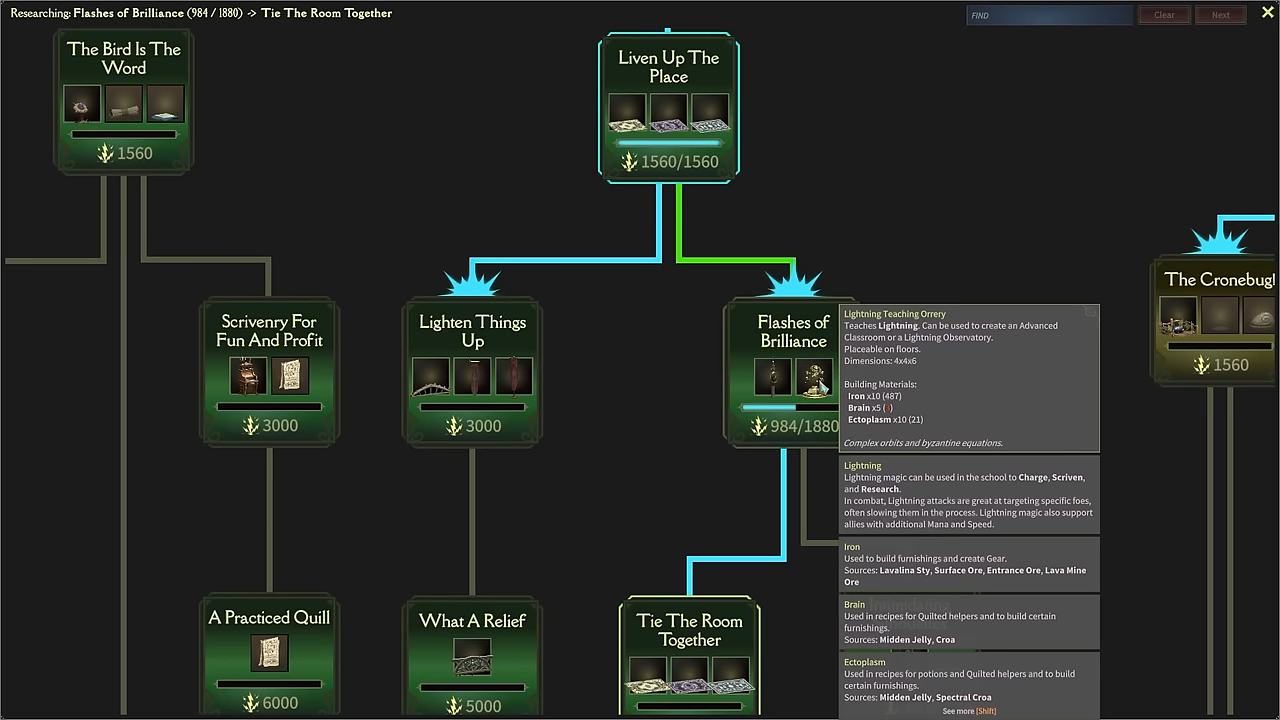 Researching: Flashes of Brilliance (984 / 1880) -> Tie The Room Together
FIND
Clear
Next
The Bird Is The
Word
1560
Liven Up The
Place
1560/1560
Scrivenry For
Fun And Profit
3000
Lighten Things
Up
3000
Flashes of
Brilliance
984/1880
The Cronebugl
1560
Lightning Teaching Orrery
Teaches Lightning. Can be used to create an Advanced
Classroom or a Lightning Observatory.
Placeable on floors.
Dimensions: 4x4x6
Building Materials:
Iron x10 (487)
Brain x5
Ectoplasm x10 (21)
Complex orbits and byzantine equations.
Lightning
Lightning magic can be used in the school to Charge, Scriven,
and Research.
In combat, Lightning attacks are great at targeting specific foes,
often slowing them in the process. Lightning magic also support
allies with additional Mana and Speed.
Iron
Used to build furnishings and create Gear.
Sources: Lavalina Sty, Surface Ore, Entrance Ore, Lava Mine
Ore
Brain
Used in recipes for Quilted helpers and to build certain
furnishings.
Sources: Midden Jelly, Croa
Ectoplasm
Used in recipes for potions and Quilted helpers and to build
certain furnishings.
Sources: Midden Jelly, Spectral Croa
See more [Shift]
A Practiced Quill
6000
What A Relief
5000
Tie The Room
Together